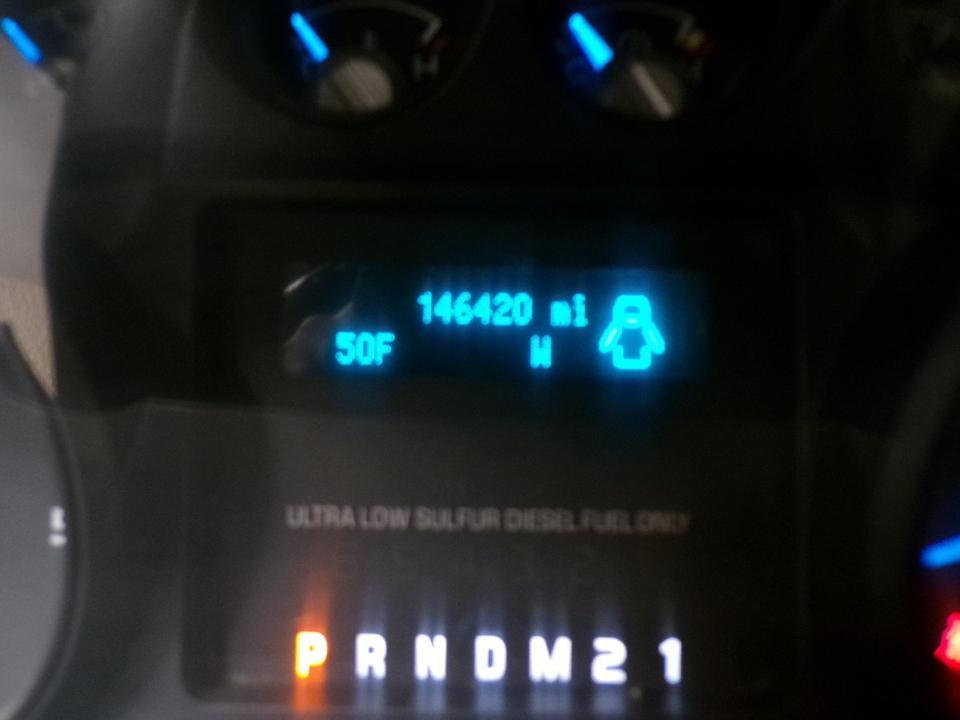 H
146420 mi
50F W
ULTRA LOW SULFUR DIESEL FUEL ONLY
P R N D M 2 1